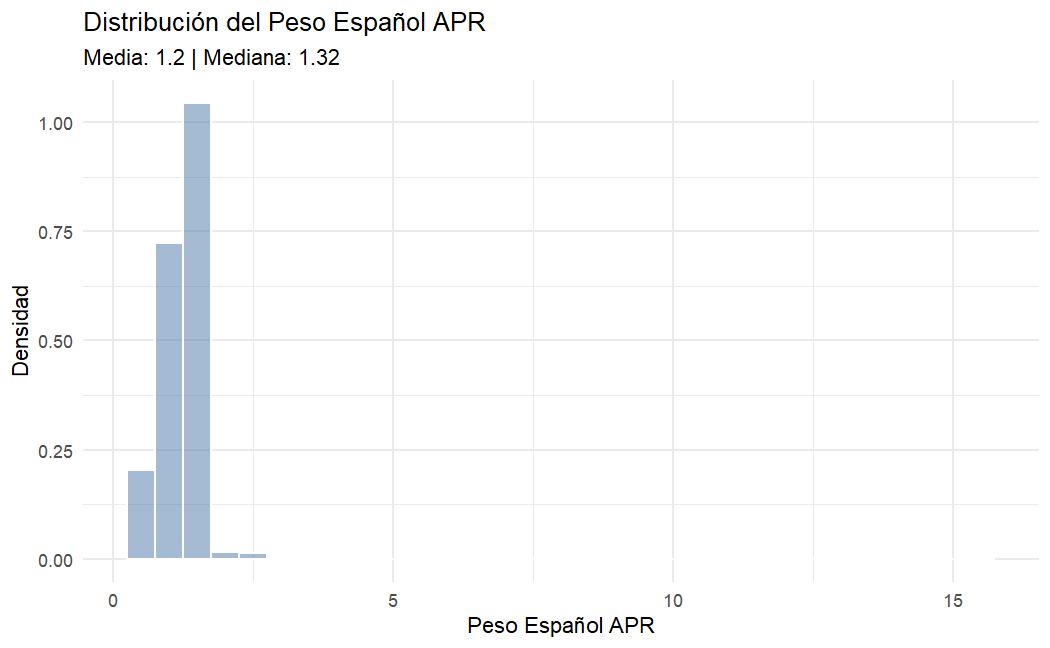 Distribución del Peso Español APR
Media: 1.2 | Mediana: 1.32
1.00
0.75
0.50
0.25
0.00
Densidad
0
5
10
15
Peso Español APR